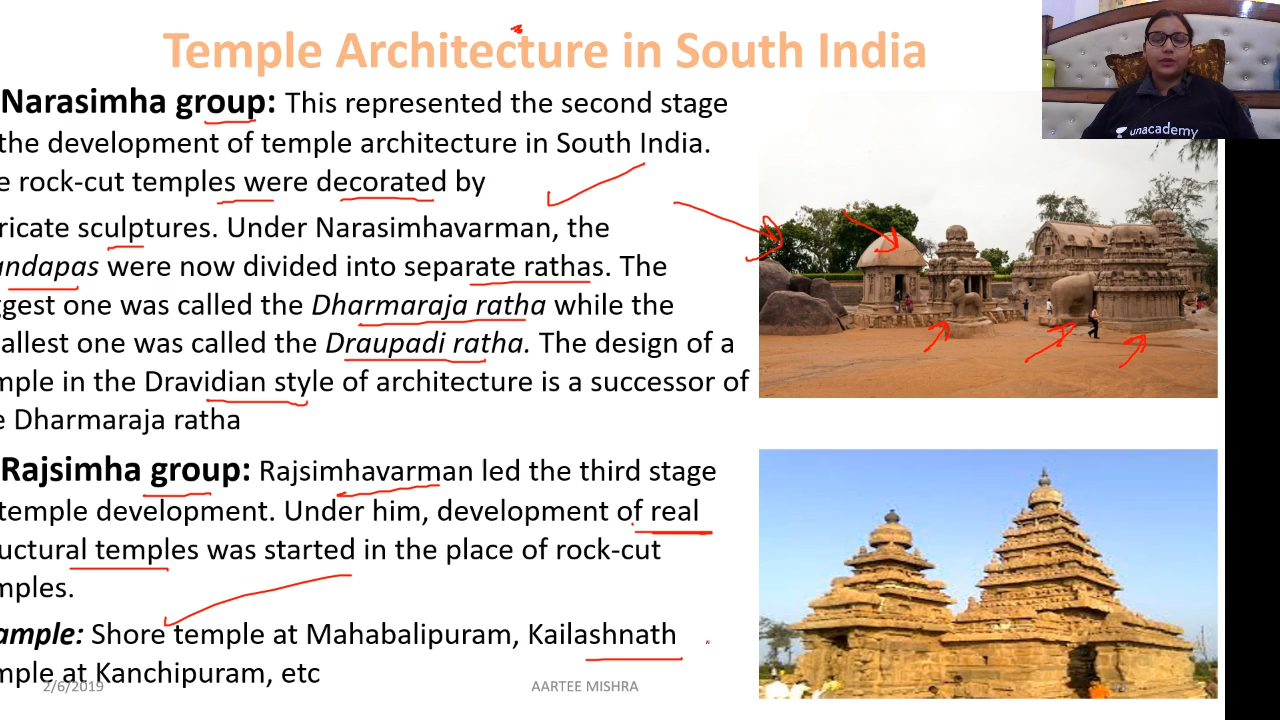 Temple Architecture in South India
Narasimha group: This represented the second stage
the development of temple architecture in South India.
e rock-cut temples were decorated by
ricate sculptures. Under Narasimhavarman, the
andapas were now divided into separate rathas. The
ggest one was called the Dharmaraja ratha while the
allest one was called the Draupadi ratha. The design of a
mple in the Dravidian style of architecture is a successor of
e Dharmaraja ratha
Rajsimha group: Rajsimhavarman led the third stage
temple development. Under him, development of real
uctural temples was started in the place of rock-cut
mples.
ample: Shore temple at Mahabalipuram, Kailashnath
mple at Kanchipuram, etc
2/6/2019
AARTEE MISHRA
unacademy